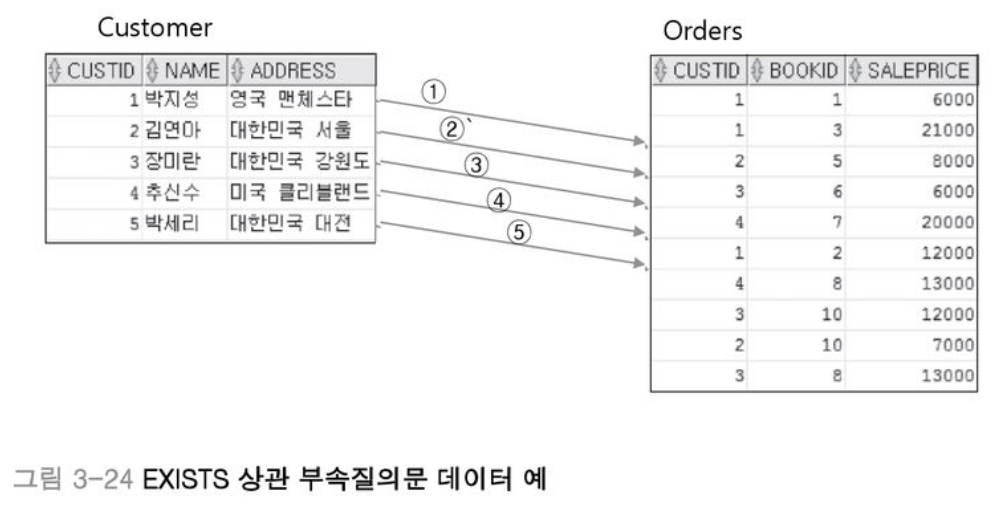 Customer
Orders
CUSTID NAME ADDRESS
1 박지성 영국 맨체스타
2 김연아 대한민국 서울
3 장미란 대한민국 강원도
4 추신수 미국 클리블랜드
5 박세리 대한민국 대전
①
②`
③
④
⑤
CUSTID BOOKID SALEPRICE
1 1 6000
1 3 21000
2 5 8000
3 6 6000
4 7 20000
1 2 12000
4 8 13000
3 10 12000
2 10 7000
3 8 13000
그림 3-24 EXISTS 상관 부속질의문 데이터 예